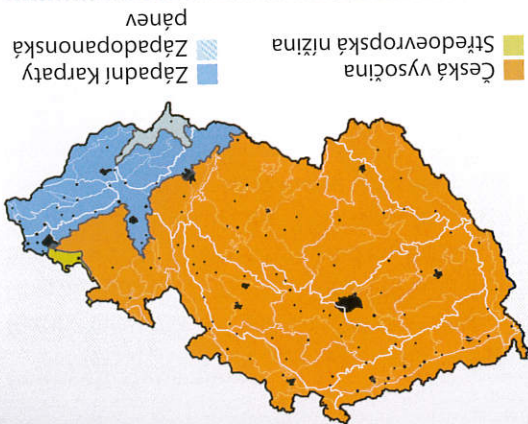 Česká vysočina
Středoevropská nížina
Západní Karpaty
Západopanonská
pánev